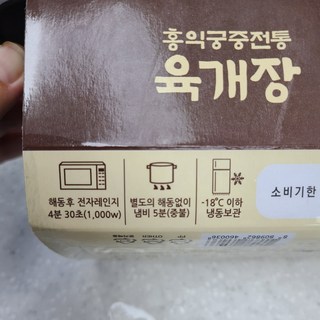 홍익궁중전통
육개장
해동후 전자레인지
4분 30초(1,000w)
별도의 해동없이
냄비 5분(중불)
-18℃ 이하
냉동보관
소비기한